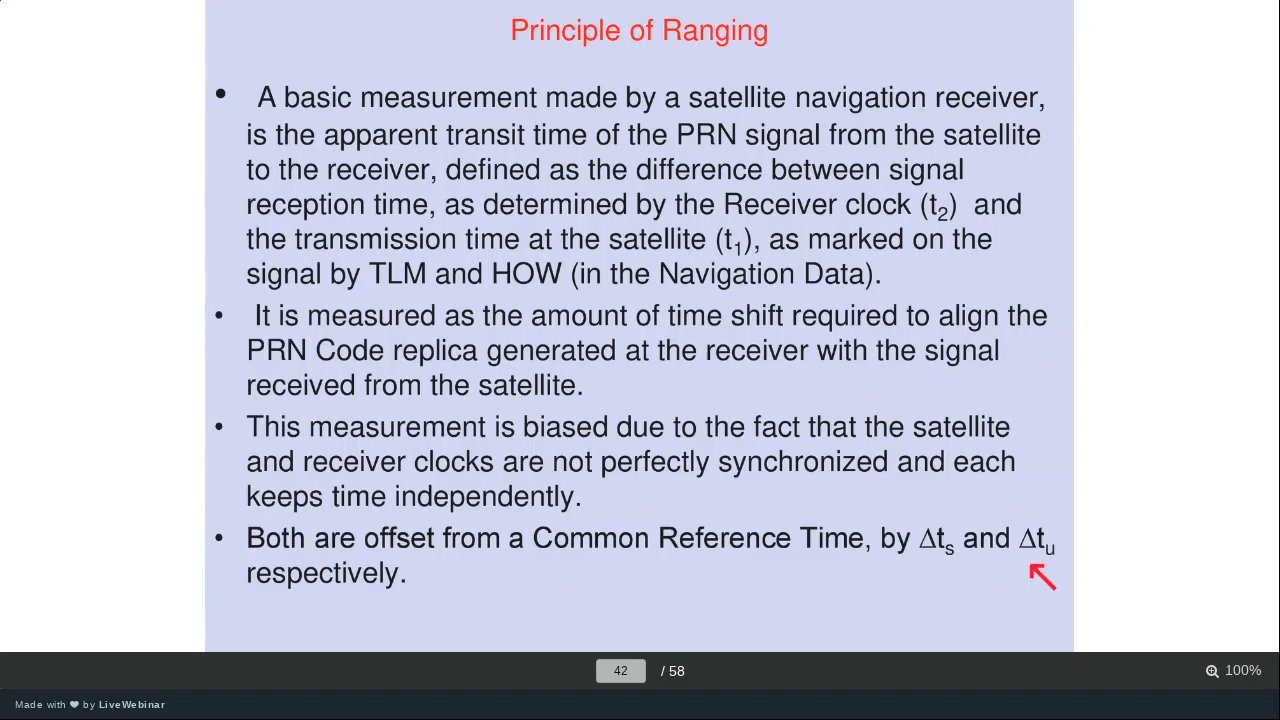 Principle of Ranging
• A basic measurement made by a satellite navigation receiver,
is the apparent transit time of the PRN signal from the satellite
to the receiver, defined as the difference between signal
reception time, as determined by the Receiver clock (t₂) and
the transmission time at the satellite (t₁), as marked on the
signal by TLM and HOW (in the Navigation Data).
• It is measured as the amount of time shift required to align the
PRN Code replica generated at the receiver with the signal
received from the satellite.
• This measurement is biased due to the fact that the satellite
and receiver clocks are not perfectly synchronized and each
keeps time independently.
• Both are offset from a Common Reference Time, by Δtₛ and Δtᵤ
respectively.
42 / 58
100%
Made with ❤ by LiveWebinar